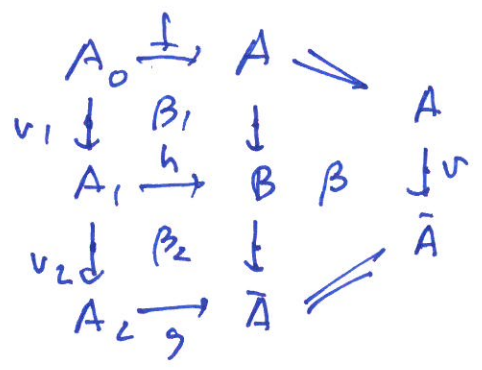 A₀ f A
v₁ β₁ A
A₁ h B β v
v₂ β₂ Ā
A₂ g Ā